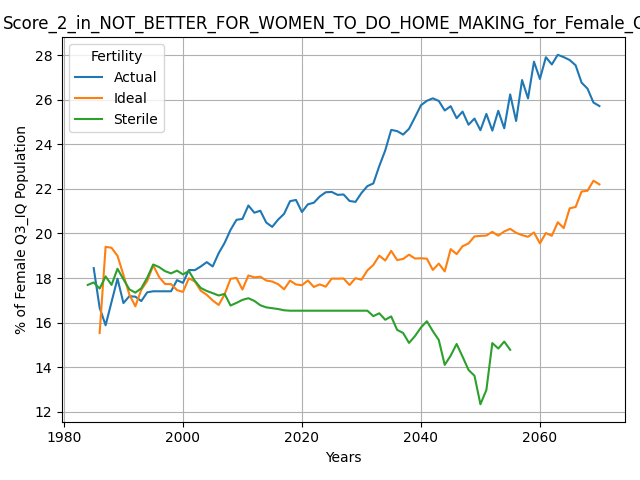 Score_2_in_NOT_BETTER_FOR_WOMEN_TO_DO_HOME_MAKING_for_Female_
Fertility
Actual
Ideal
Sterile
% of Female Q3_IQ Population
28
26
24
22
20
18
16
14
12
1980
2000
2020
2040
2060
Years